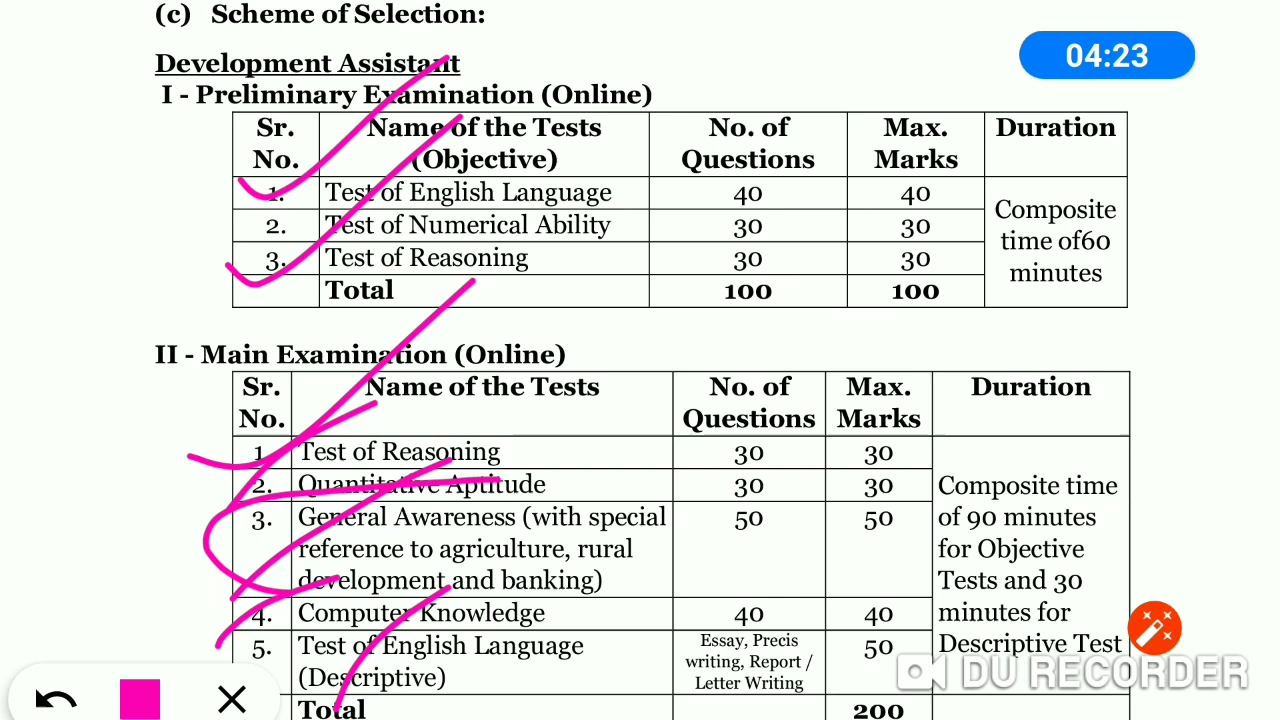 (c) Scheme of Selection:
04:23
Development Assistant
I - Preliminary Examination (Online)
Sr. No. Name of the Tests (Objective) No. of Questions Max. Marks Duration
1. Test of English Language 40 40 Composite time of60 minutes
2. Test of Numerical Ability 30 30
3. Test of Reasoning 30 30
Total 100 100
II - Main Examination (Online)
Sr. No. Name of the Tests No. of Questions Max. Marks Duration
1. Test of Reasoning 30 30 Composite time of 90 minutes for Objective Tests and 30 minutes for Descriptive Test
2. Quantitative Aptitude 30 30
3. General Awareness (with special reference to agriculture, rural development and banking) 50 50
4. Computer Knowledge 40 40
5. Test of English Language (Descriptive) Essay, Precis writing, Report / Letter Writing 50
Total 200
DU RECORDER